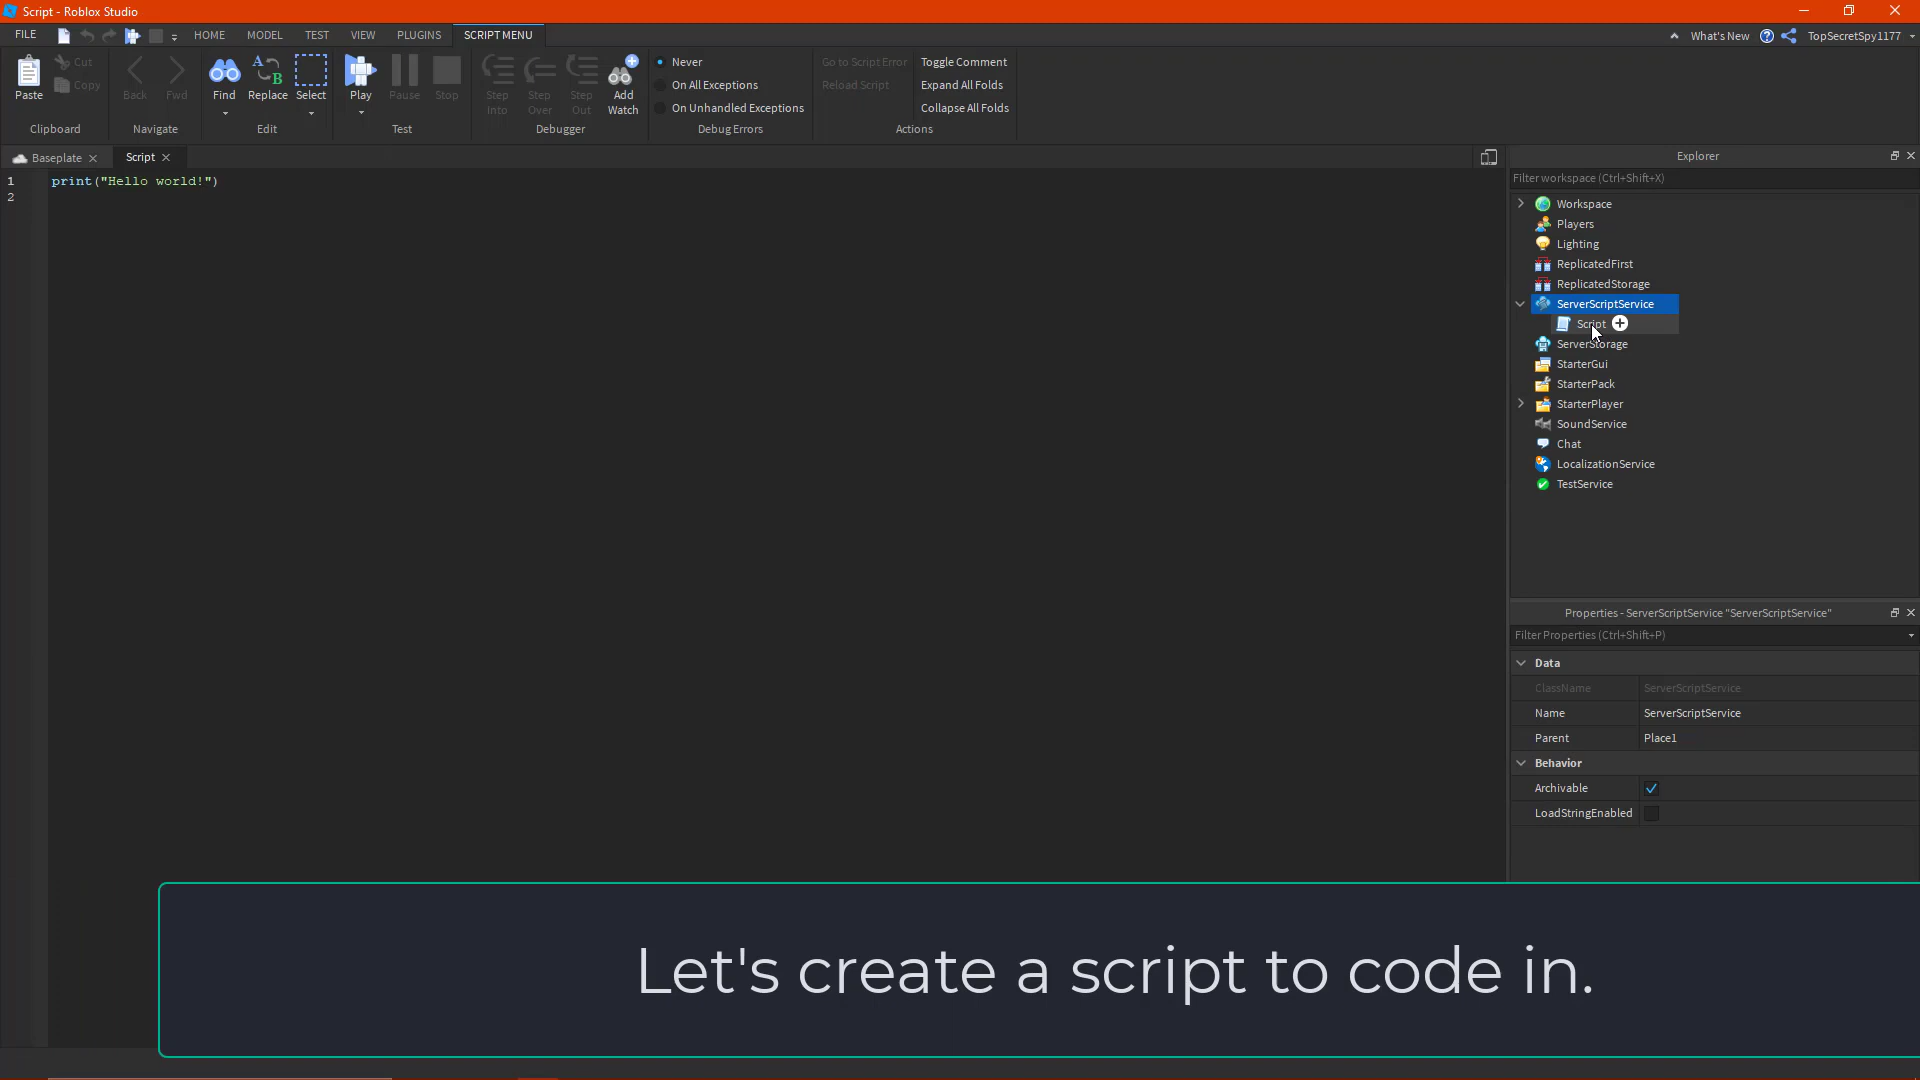 Script - Roblox Studio
FILE
HOME
MODEL
TEST
VIEW
PLUGINS
SCRIPT MENU
What's New
TopSecretSpy1177
Paste
Cut
Copy
Clipboard
Back
Fwd
Navigate
Find
Replace
Select
Edit
Play
Pause
Stop
Test
Step Into
Step Over
Step Out
Add Watch
Debugger
Never
On All Exceptions
On Unhandled Exceptions
Debug Errors
Go to Script Error
Reload Script
Toggle Comment
Expand All Folds
Collapse All Folds
Actions
Baseplate
Script
1 print("Hello world!")
2
Explorer
Filter workspace (Ctrl+Shift+X)
Workspace
Players
Lighting
ReplicatedFirst
ReplicatedStorage
ServerScriptService
Script
ServerStorage
StarterGui
StarterPack
StarterPlayer
SoundService
Chat
LocalizationService
TestService
Properties - ServerScriptService "ServerScriptService"
Filter Properties (Ctrl+Shift+P)
Data
ClassName ServerScriptService
Name ServerScriptService
Parent Place1
Behavior
Archivable
LoadStringEnabled
Let's create a script to code in.